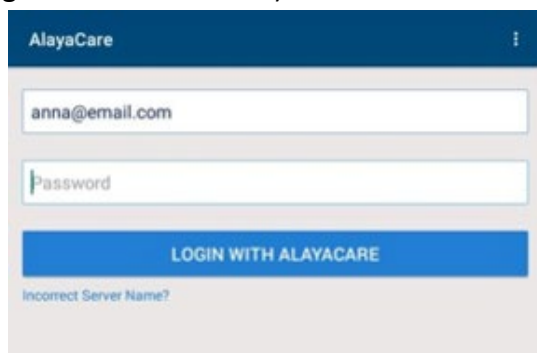 AlayaCare
anna@email.com
Password
LOGIN WITH ALAYACARE
Incorrect Server Name?